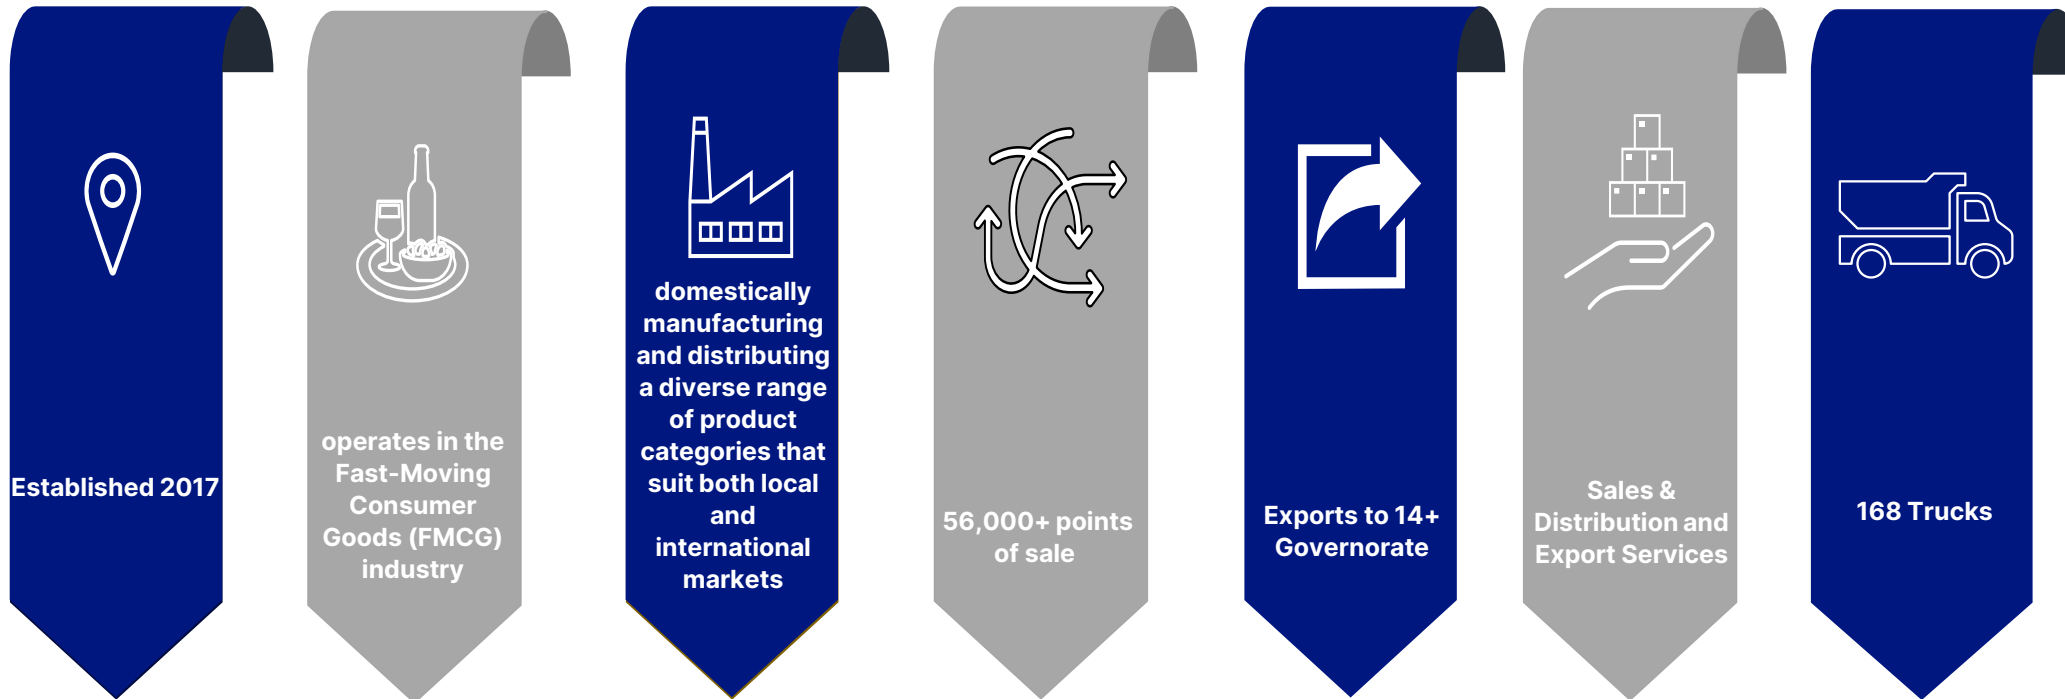 Established 2017
operates in the
Fast-Moving
Consumer
Goods (FMCG)
industry
domestically
manufacturing
and distributing
a diverse range
of product
categories that
suit both local
and
international
markets
56,000+ points
of sale
Exports to 14+
Governorate
Sales &
Distribution and
Export Services
168 Trucks